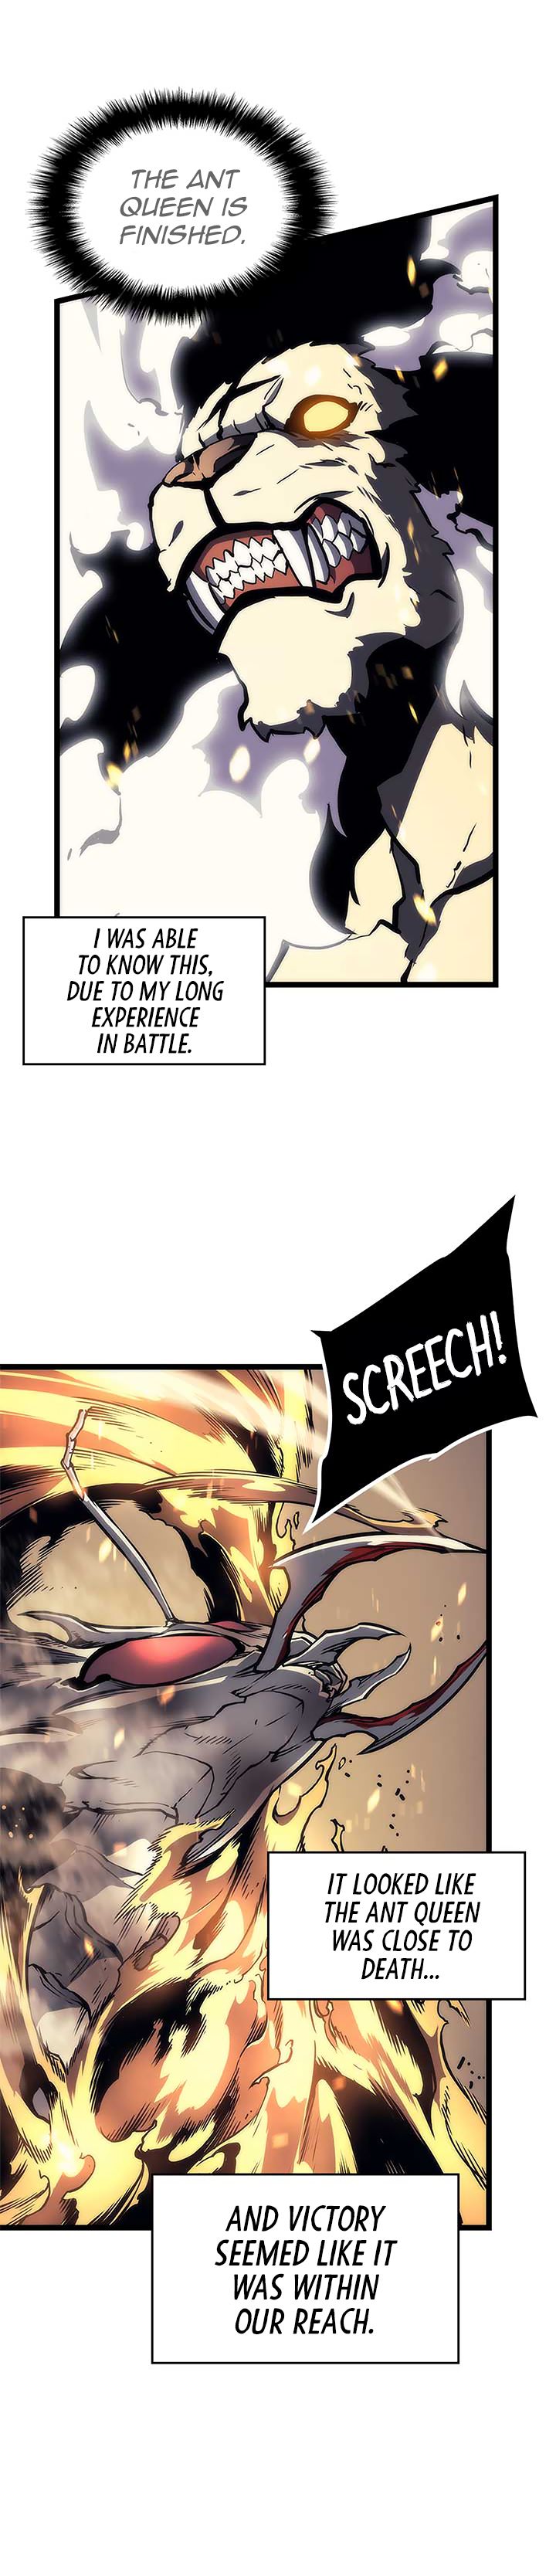 THE ANT
QUEEN IS
FINISHED.
I WAS ABLE
TO KNOW THIS,
DUE TO MY LONG
EXPERIENCE
IN BATTLE.
SCREECH!
IT LOOKED LIKE
THE ANT QUEEN
WAS CLOSE TO
DEATH...
AND VICTORY
SEEMED LIKE IT
WAS WITHIN
OUR REACH.